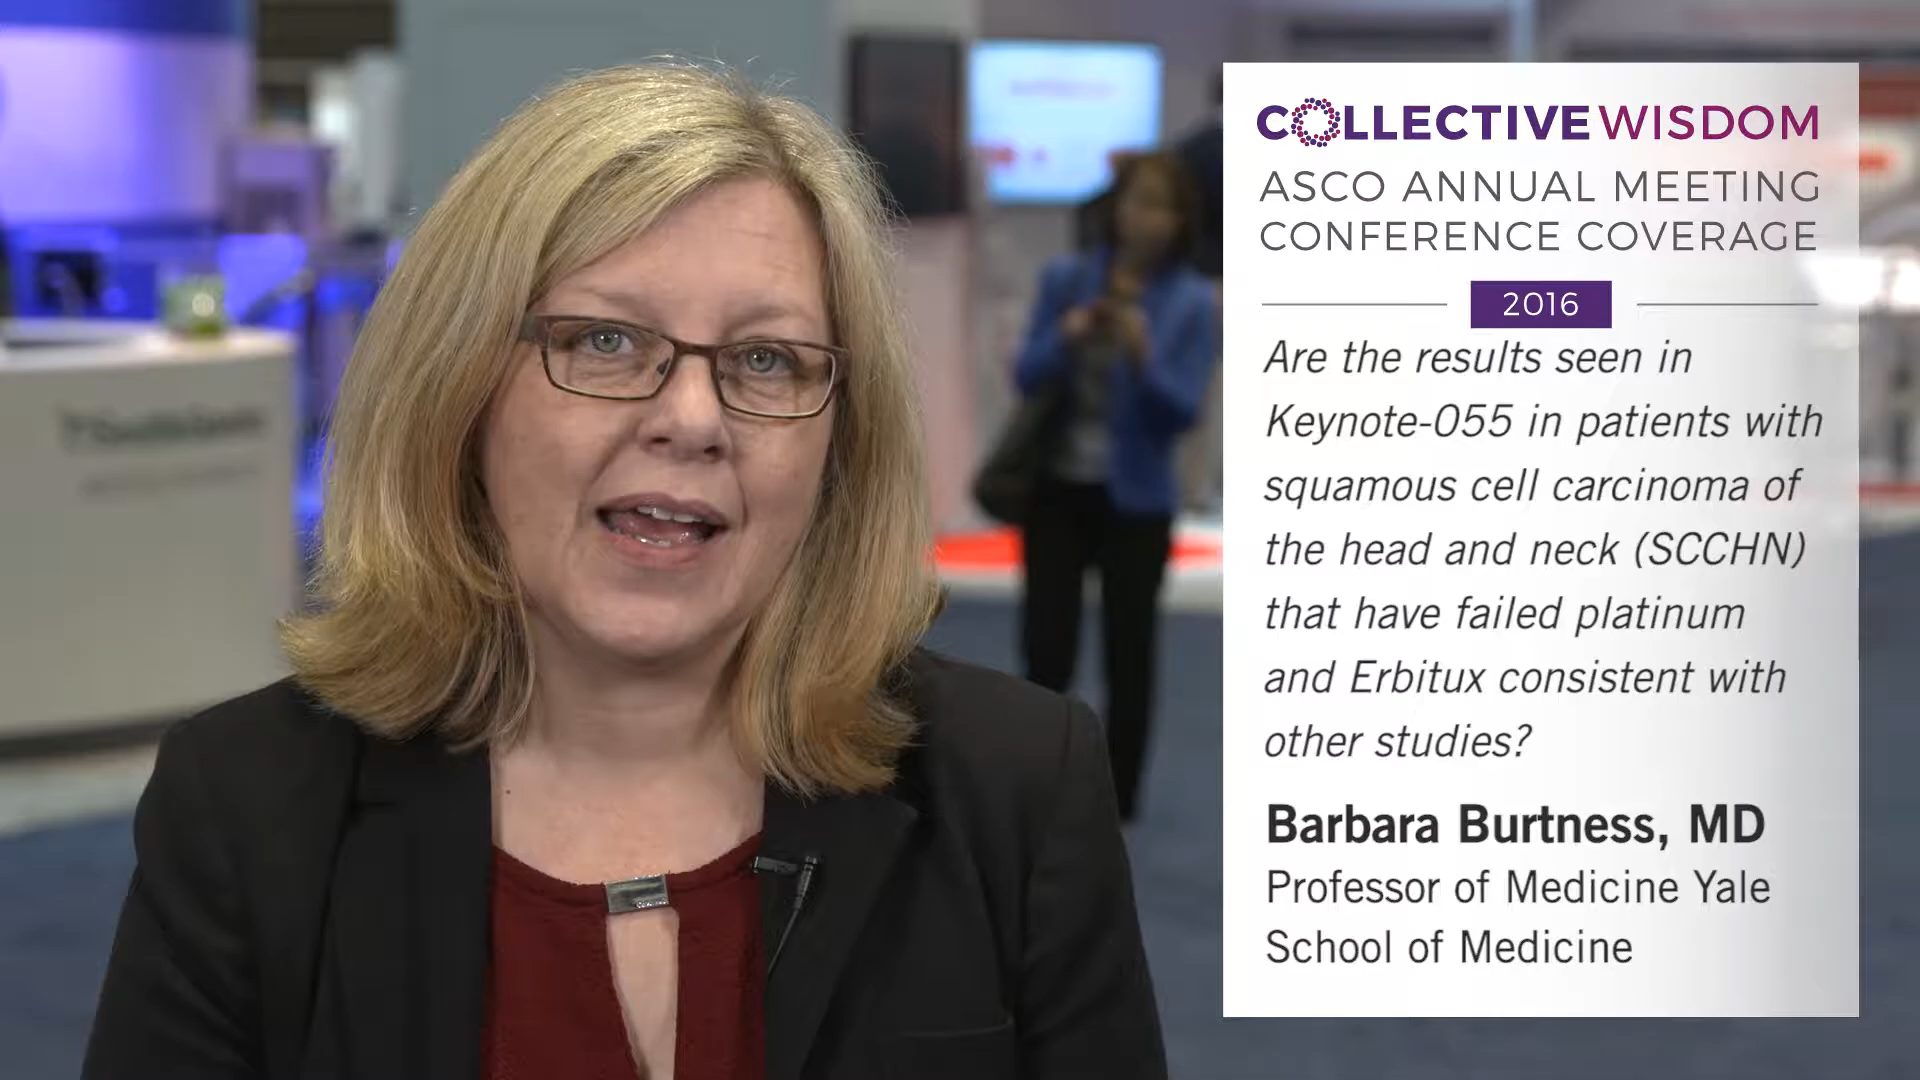 COLLECTIVE WISDOM
ASCO ANNUAL MEETING
CONFERENCE COVERAGE
2016
Are the results seen in
Keynote-055 in patients with
squamous cell carcinoma of
the head and neck (SCCHN)
that have failed platinum
and Erbitux consistent with
other studies?
Barbara Burtness, MD
Professor of Medicine Yale
School of Medicine